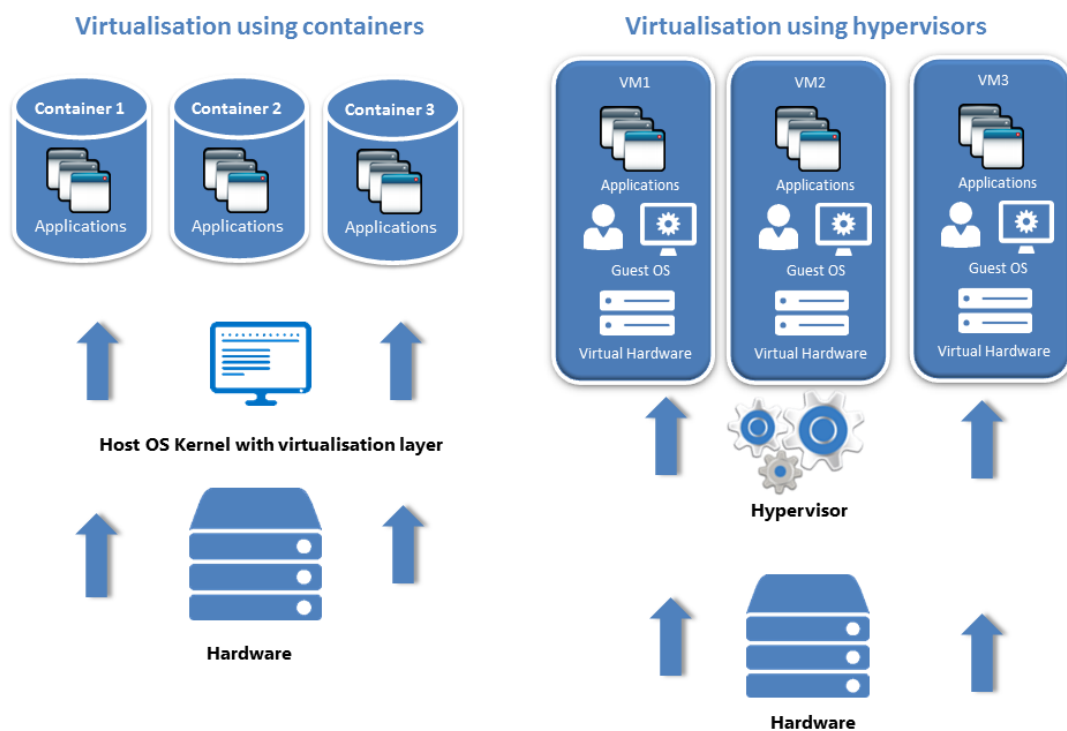 Virtualisation using containers
Container 1
Container 2
Container 3
Applications
Applications
Applications
Host OS Kernel with virtualisation layer
Hardware
Virtualisation using hypervisors
VM1
VM2
VM3
Applications
Applications
Applications
Guest OS
Guest OS
Guest OS
Virtual Hardware
Virtual Hardware
Virtual Hardware
Hypervisor
Hardware